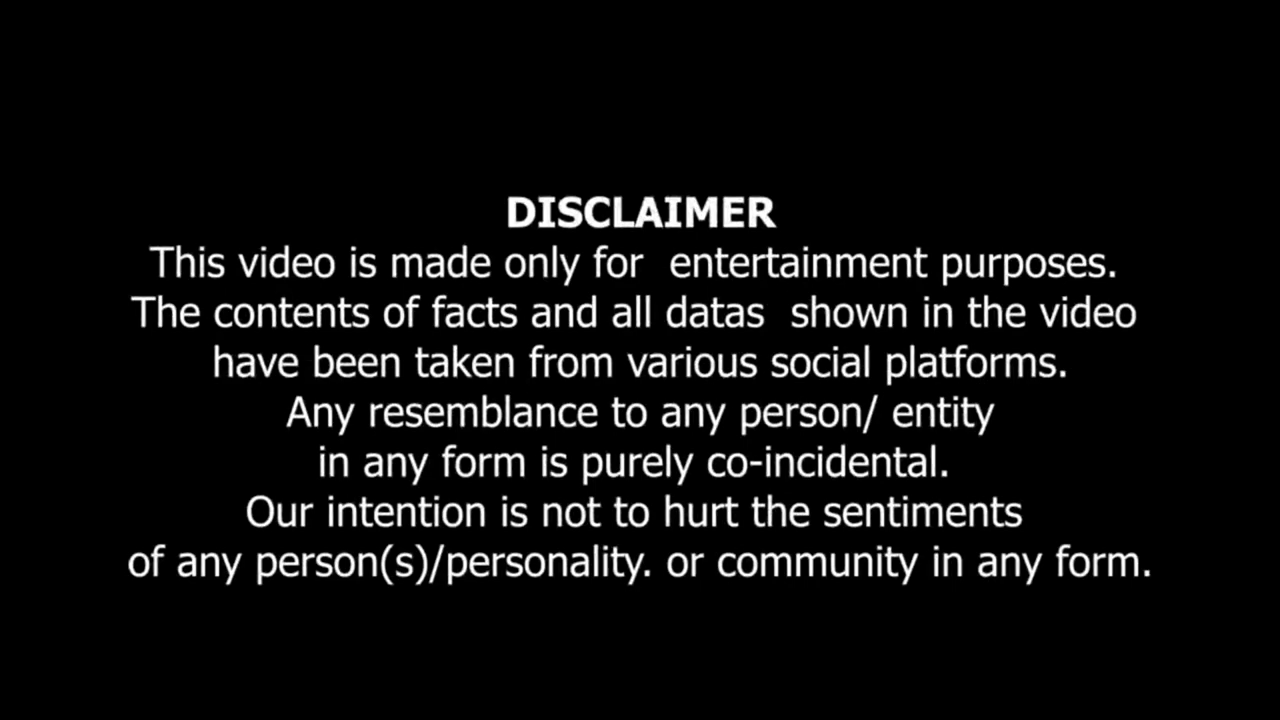 DISCLAIMER
This video is made only for  entertainment purposes.
The contents of facts and all datas  shown in the video
have been taken from various social platforms.
Any resemblance to any person/ entity
in any form is purely co-incidental.
Our intention is not to hurt the sentiments
of any person(s)/personality. or community in any form.